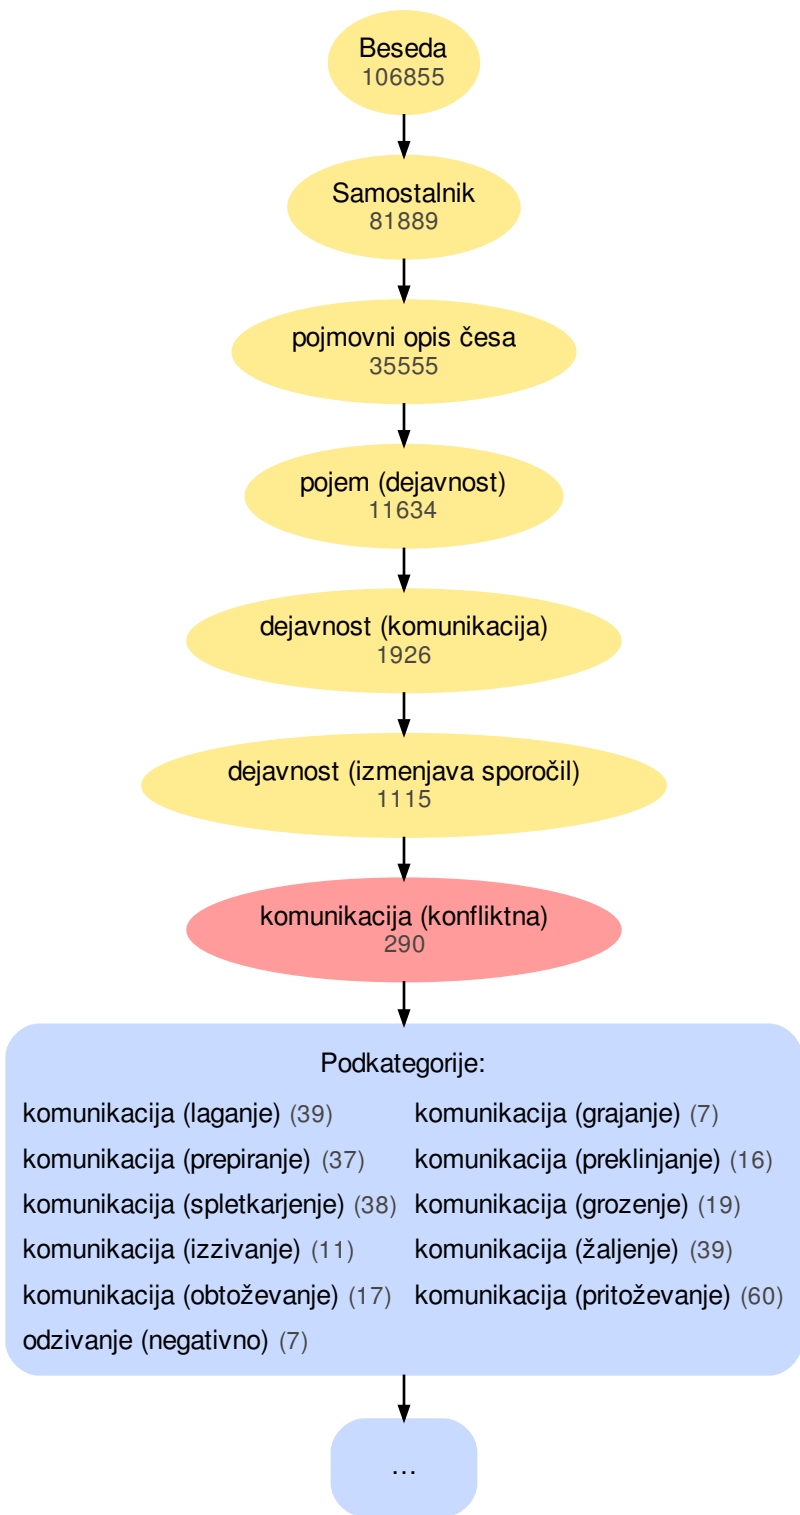 Beseda
106855
Samostalnik
81889
pojmovni opis česa
35555
pojem (dejavnost)
11634
dejavnost (komunikacija)
1926
dejavnost (izmenjava sporočil)
1115
komunikacija (konfliktna)
290
Podkategorije:
komunikacija (laganje) (39) komunikacija (grajanje) (7)
komunikacija (prepiranje) (37) komunikacija (preklinjanje) (16)
komunikacija (spletkarjenje) (38) komunikacija (grozenje) (19)
komunikacija (izzivanje) (11) komunikacija (žaljenje) (39)
komunikacija (obtoževanje) (17) komunikacija (pritoževanje) (60)
odzivanje (negativno) (7)
...